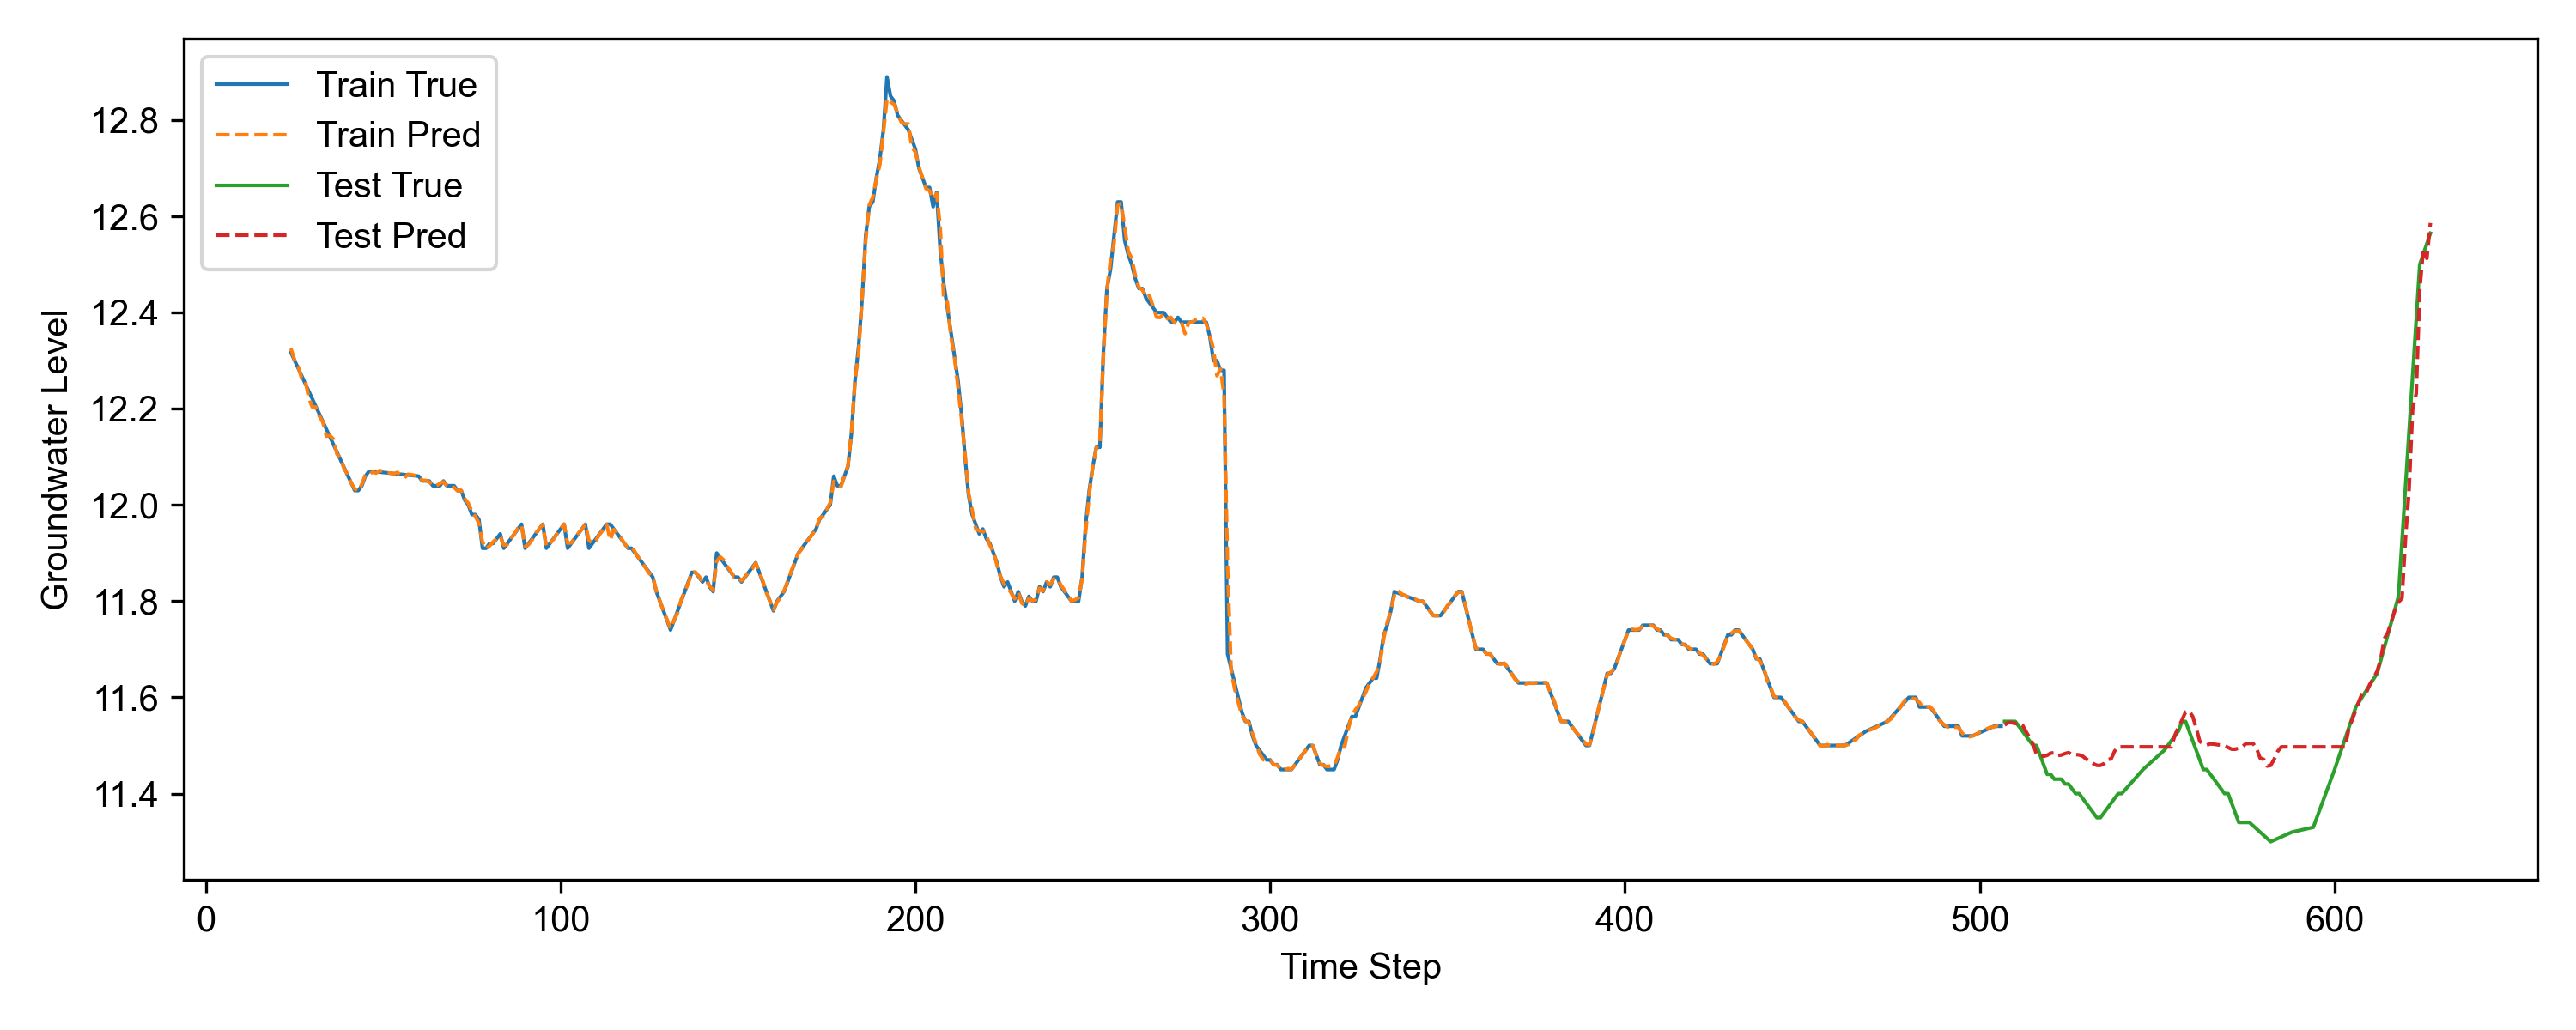 Train True
Train Pred
Test True
Test Pred
12.8
12.6
12.4
12.2
12.0
11.8
11.6
11.4
Groundwater Level
0 100 200 300 400 500 600
Time Step